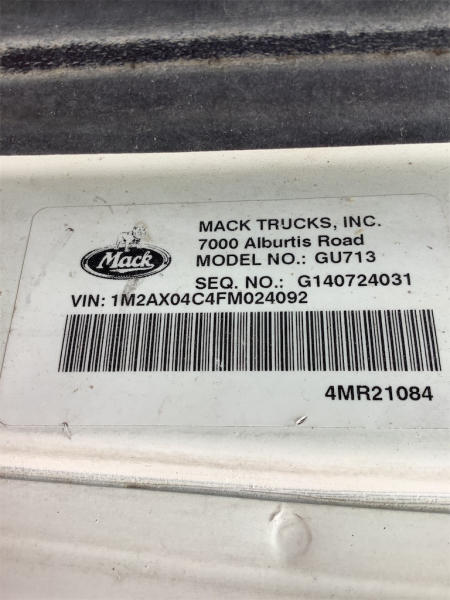 MACK TRUCKS, INC.
7000 Alburtis Road
Mack
MODEL NO.: GU713
SEQ. NO.: G140724031
VIN: 1M2AX04C4FM024092
4MR21084